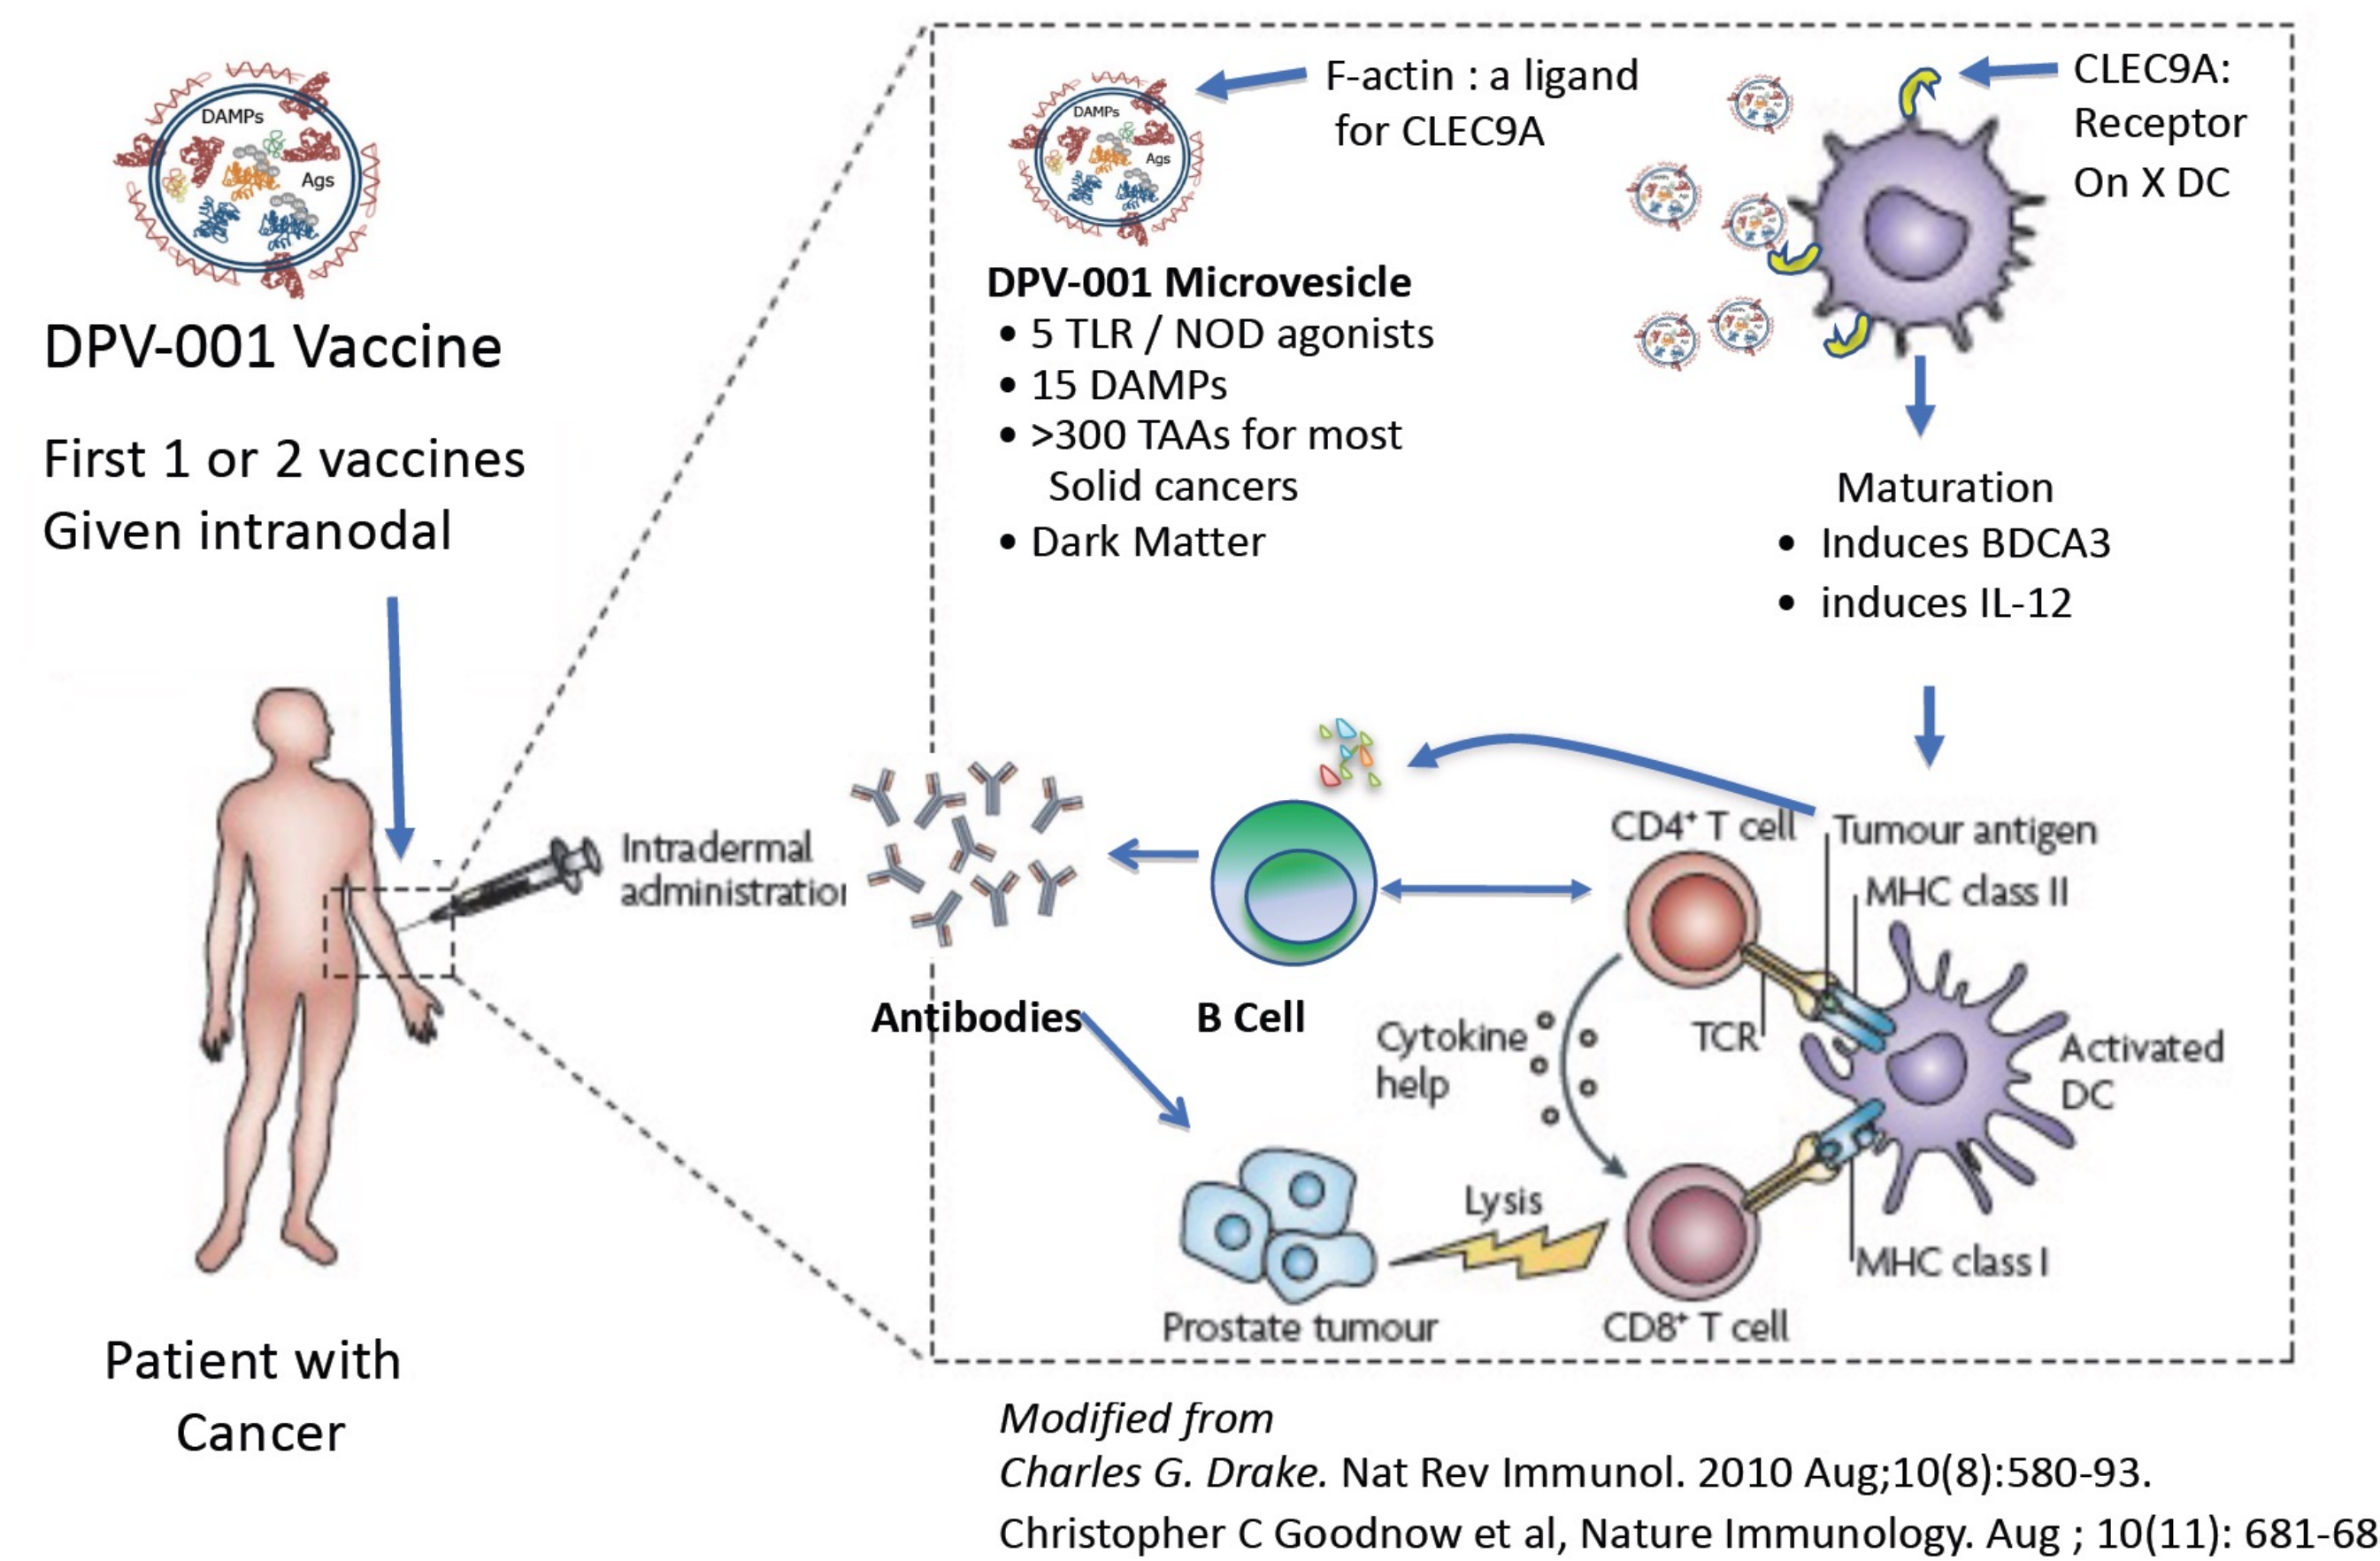 DAMPs
Ags
DPV-001 Vaccine
First 1 or 2 vaccines
Given intranodal
Intradermal
administratio
Patient with
Cancer
DAMPs
Ags
F-actin : a ligand
for CLEC9A
DPV-001 Microvesicle
• 5 TLR / NOD agonists
• 15 DAMPs
• >300 TAAs for most
Solid cancers
• Dark Matter
CLEC9A:
Receptor
On X DC
Maturation
• Induces BDCA3
• induces IL-12
CD4+ T cell
Tumour antigen
MHC class II
TCR
Activated
DC
Antibodies
B Cell
Cytokine
help
Lysis
MHC class I
Prostate tumour
CD8+ T cell
Modified from
Charles G. Drake. Nat Rev Immunol. 2010 Aug;10(8):580-93.
Christopher C Goodnow et al, Nature Immunology. Aug ; 10(11): 681-68